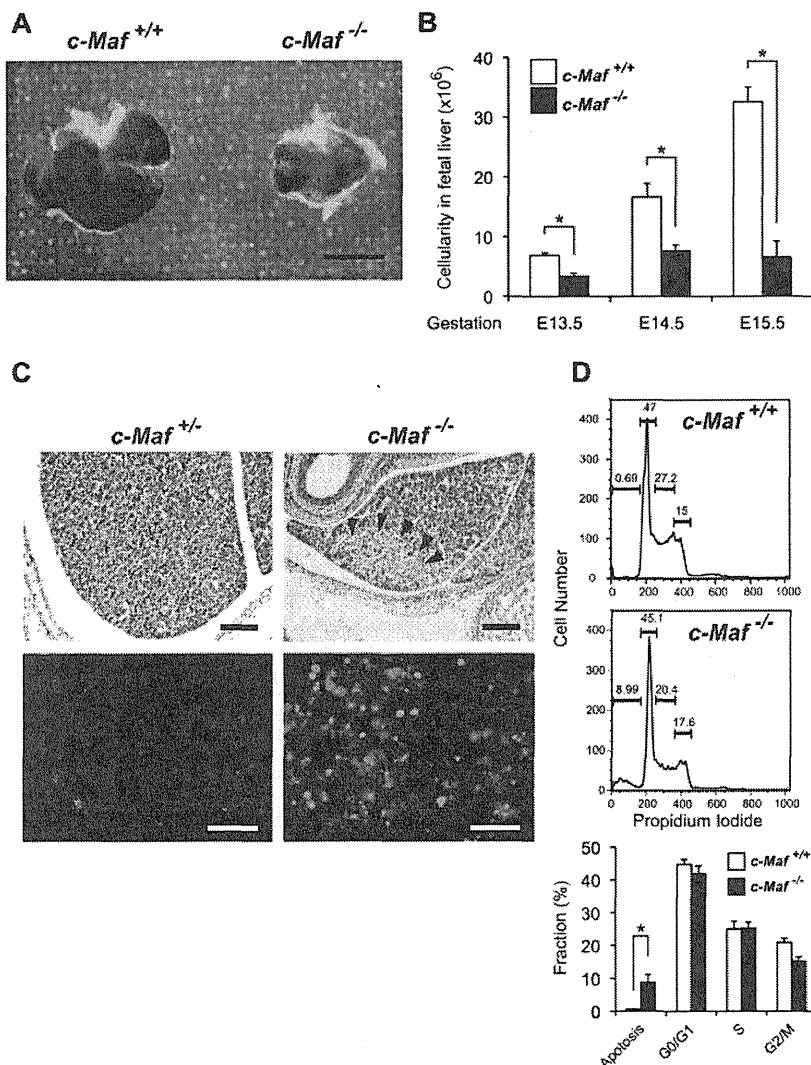 A
c-Maf +/+
c-Maf -/-
B
Cellularity in fetal liver (x10⁶)
40
30
20
10
0
c-Maf +/+
c-Maf -/-
*
*
*
Gestation
E13.5
E14.5
E15.5
C
c-Maf +/-
c-Maf -/-
D
Cell Number
c-Maf +/+
400
300
200
100
0
47
0.69
27.2
15
0
200
400
600
800
1000
c-Maf -/-
400
300
200
100
0
45.1
8.99
20.4
17.6
0
200
400
600
800
1000
Propidium Iodide
Fraction (%)
50
40
30
20
10
0
c-Maf +/+
c-Maf -/-
*
Apotosis
G0/G1
S
G2/M